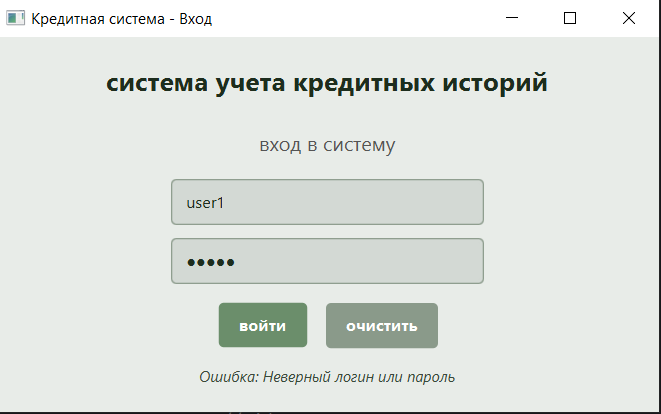 Кредитная система - Вход
система учета кредитных историй
вход в систему
user1
●●●●●
войти очистить
Ошибка: Неверный логин или пароль